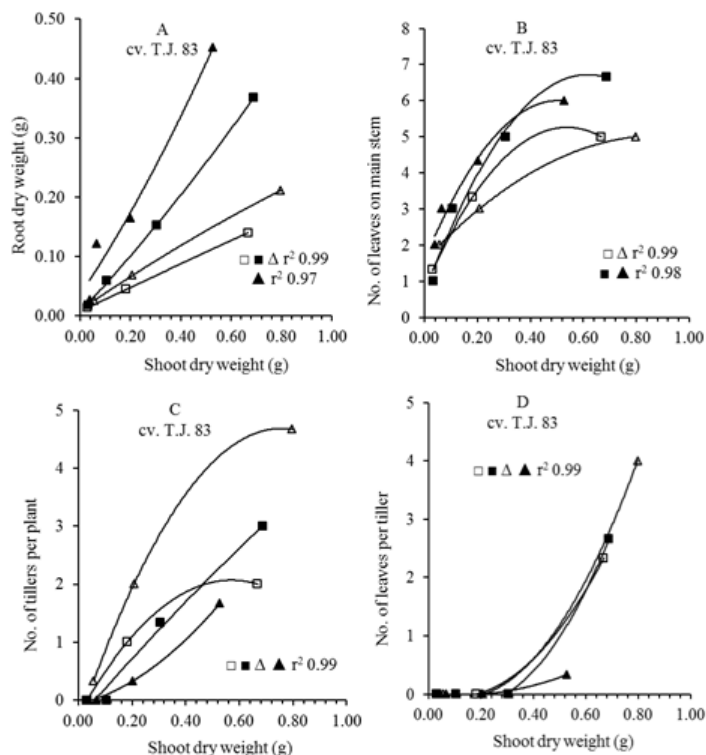 A
cv. T.J. 83
Root dry weight (g)
0.50
0.40
0.30
0.20
0.10
0.00
□ ■ Δ r² 0.99
▲ r² 0.97
0.00 0.20 0.40 0.60 0.80 1.00
Shoot dry weight (g)
B
cv. T.J. 83
No. of leaves on main stem
8
7
6
5
4
3
2
1
0
□ Δ r² 0.99
■ ▲ r² 0.98
0.00 0.20 0.40 0.60 0.80 1.00
Shoot dry weight (g)
C
cv. T.J. 83
No. of tillers per plant
5
4
3
2
1
0
□ ■ Δ ▲ r² 0.99
0.00 0.20 0.40 0.60 0.80 1.00
Shoot dry weight (g)
D
cv. T.J. 83
No. of leaves per tiller
5
4
3
2
1
0
□ ■ Δ ▲ r² 0.99
0.00 0.20 0.40 0.60 0.80 1.00
Shoot dry weight (g)